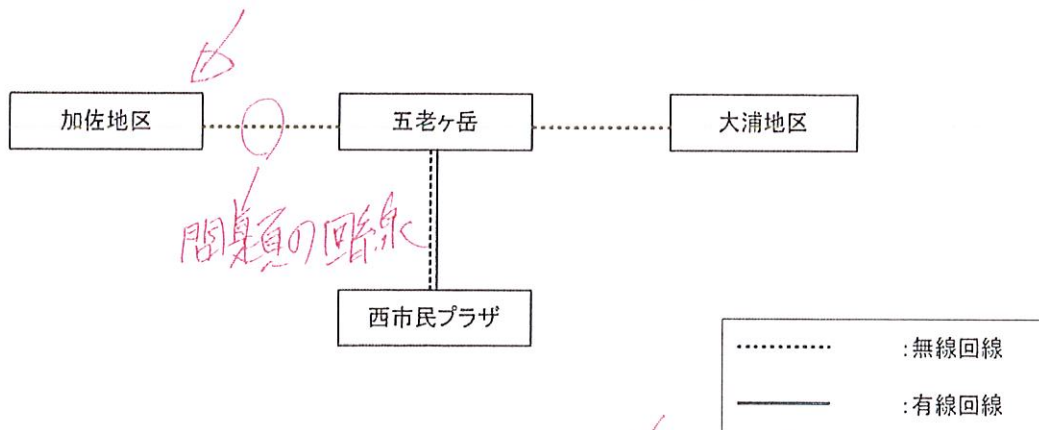 加佐地区
五老ヶ岳
大浦地区
問題の回線
西市民プラザ
:無線回線
:有線回線